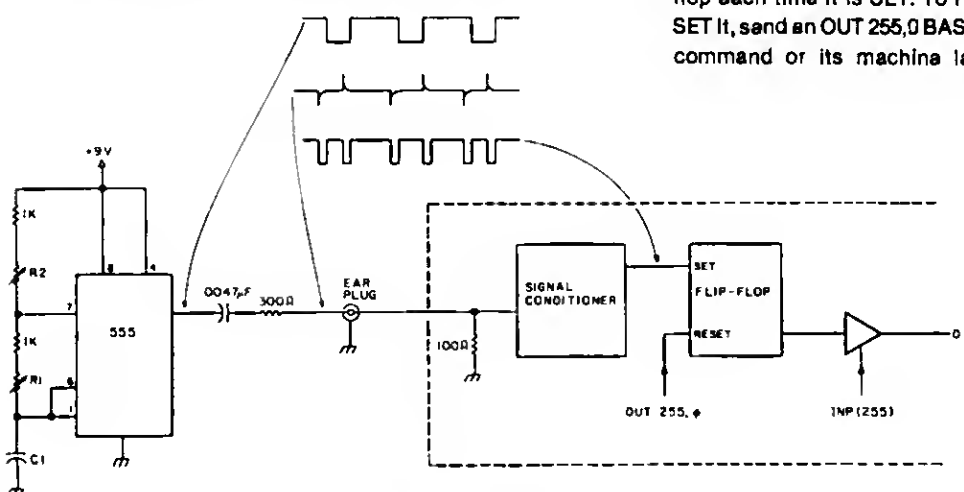 flop each time it is SET. To R
SET it, sand an OUT 255,0 BAS
command or its machina la
+9V
1K
R2
7
8
4
555
1K
R1
6
1
C1
.0047µF
300Ω
EAR
PLUG
100Ω
SIGNAL
CONDITIONER
SET
FLIP-FLOP
RESET
OUT 255,ϕ
INP(255)
D